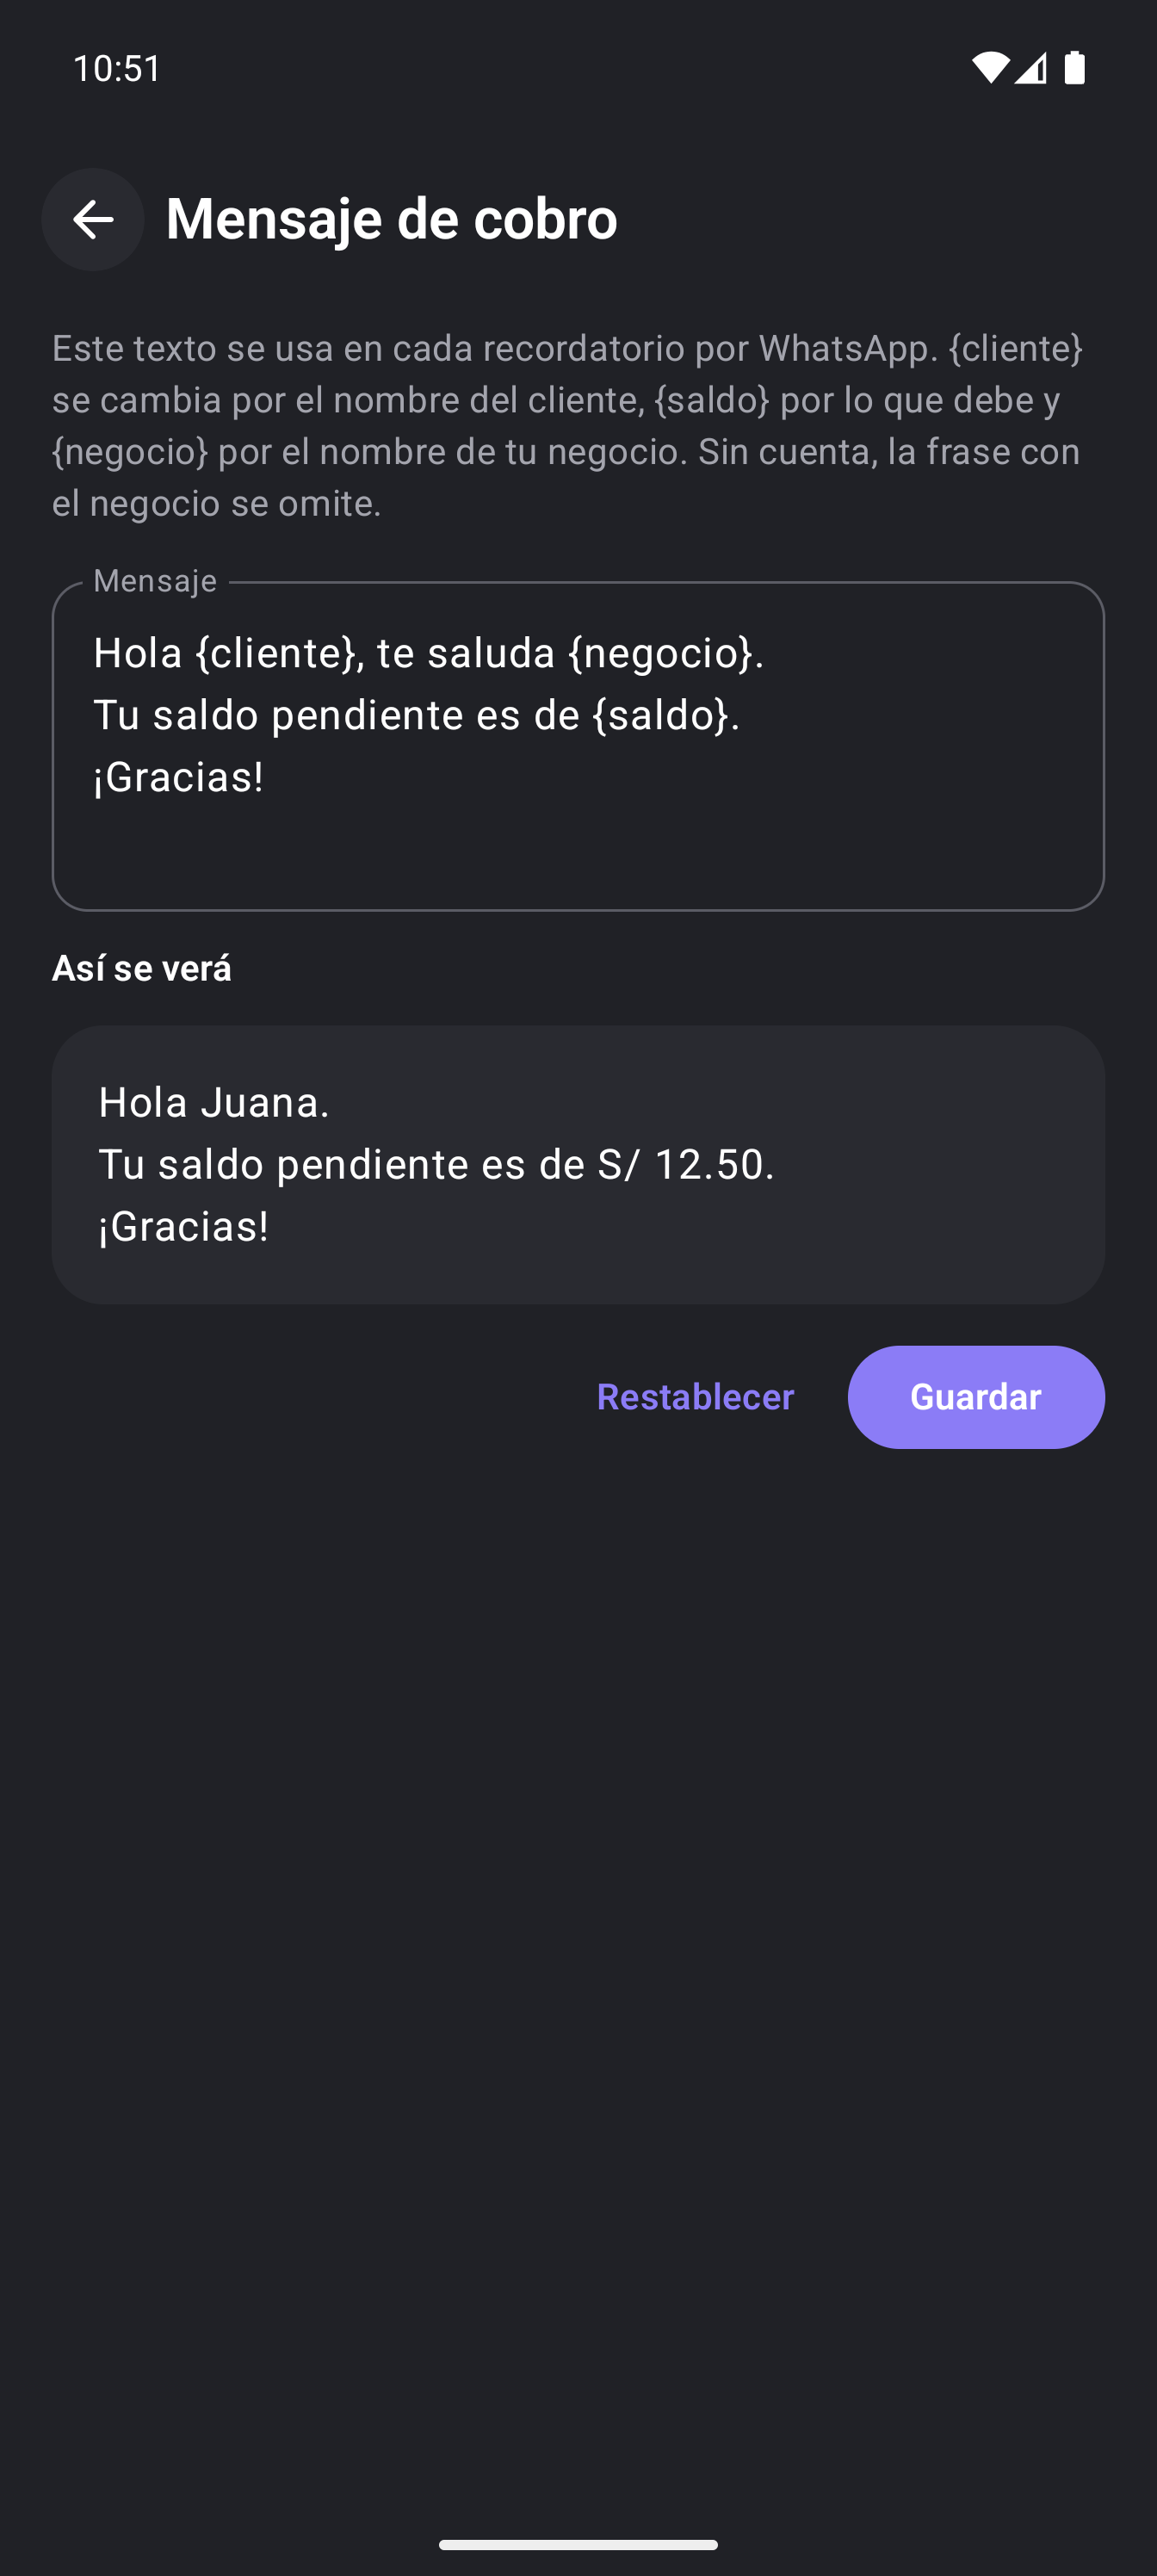 10:51
Mensaje de cobro
Este texto se usa en cada recordatorio por WhatsApp. {cliente}
se cambia por el nombre del cliente, {saldo} por lo que debe y
{negocio} por el nombre de tu negocio. Sin cuenta, la frase con
el negocio se omite.
Mensaje
Hola {cliente}, te saluda {negocio}.
Tu saldo pendiente es de {saldo}.
¡Gracias!
Así se verá
Hola Juana.
Tu saldo pendiente es de S/ 12.50.
¡Gracias!
Restablecer
Guardar